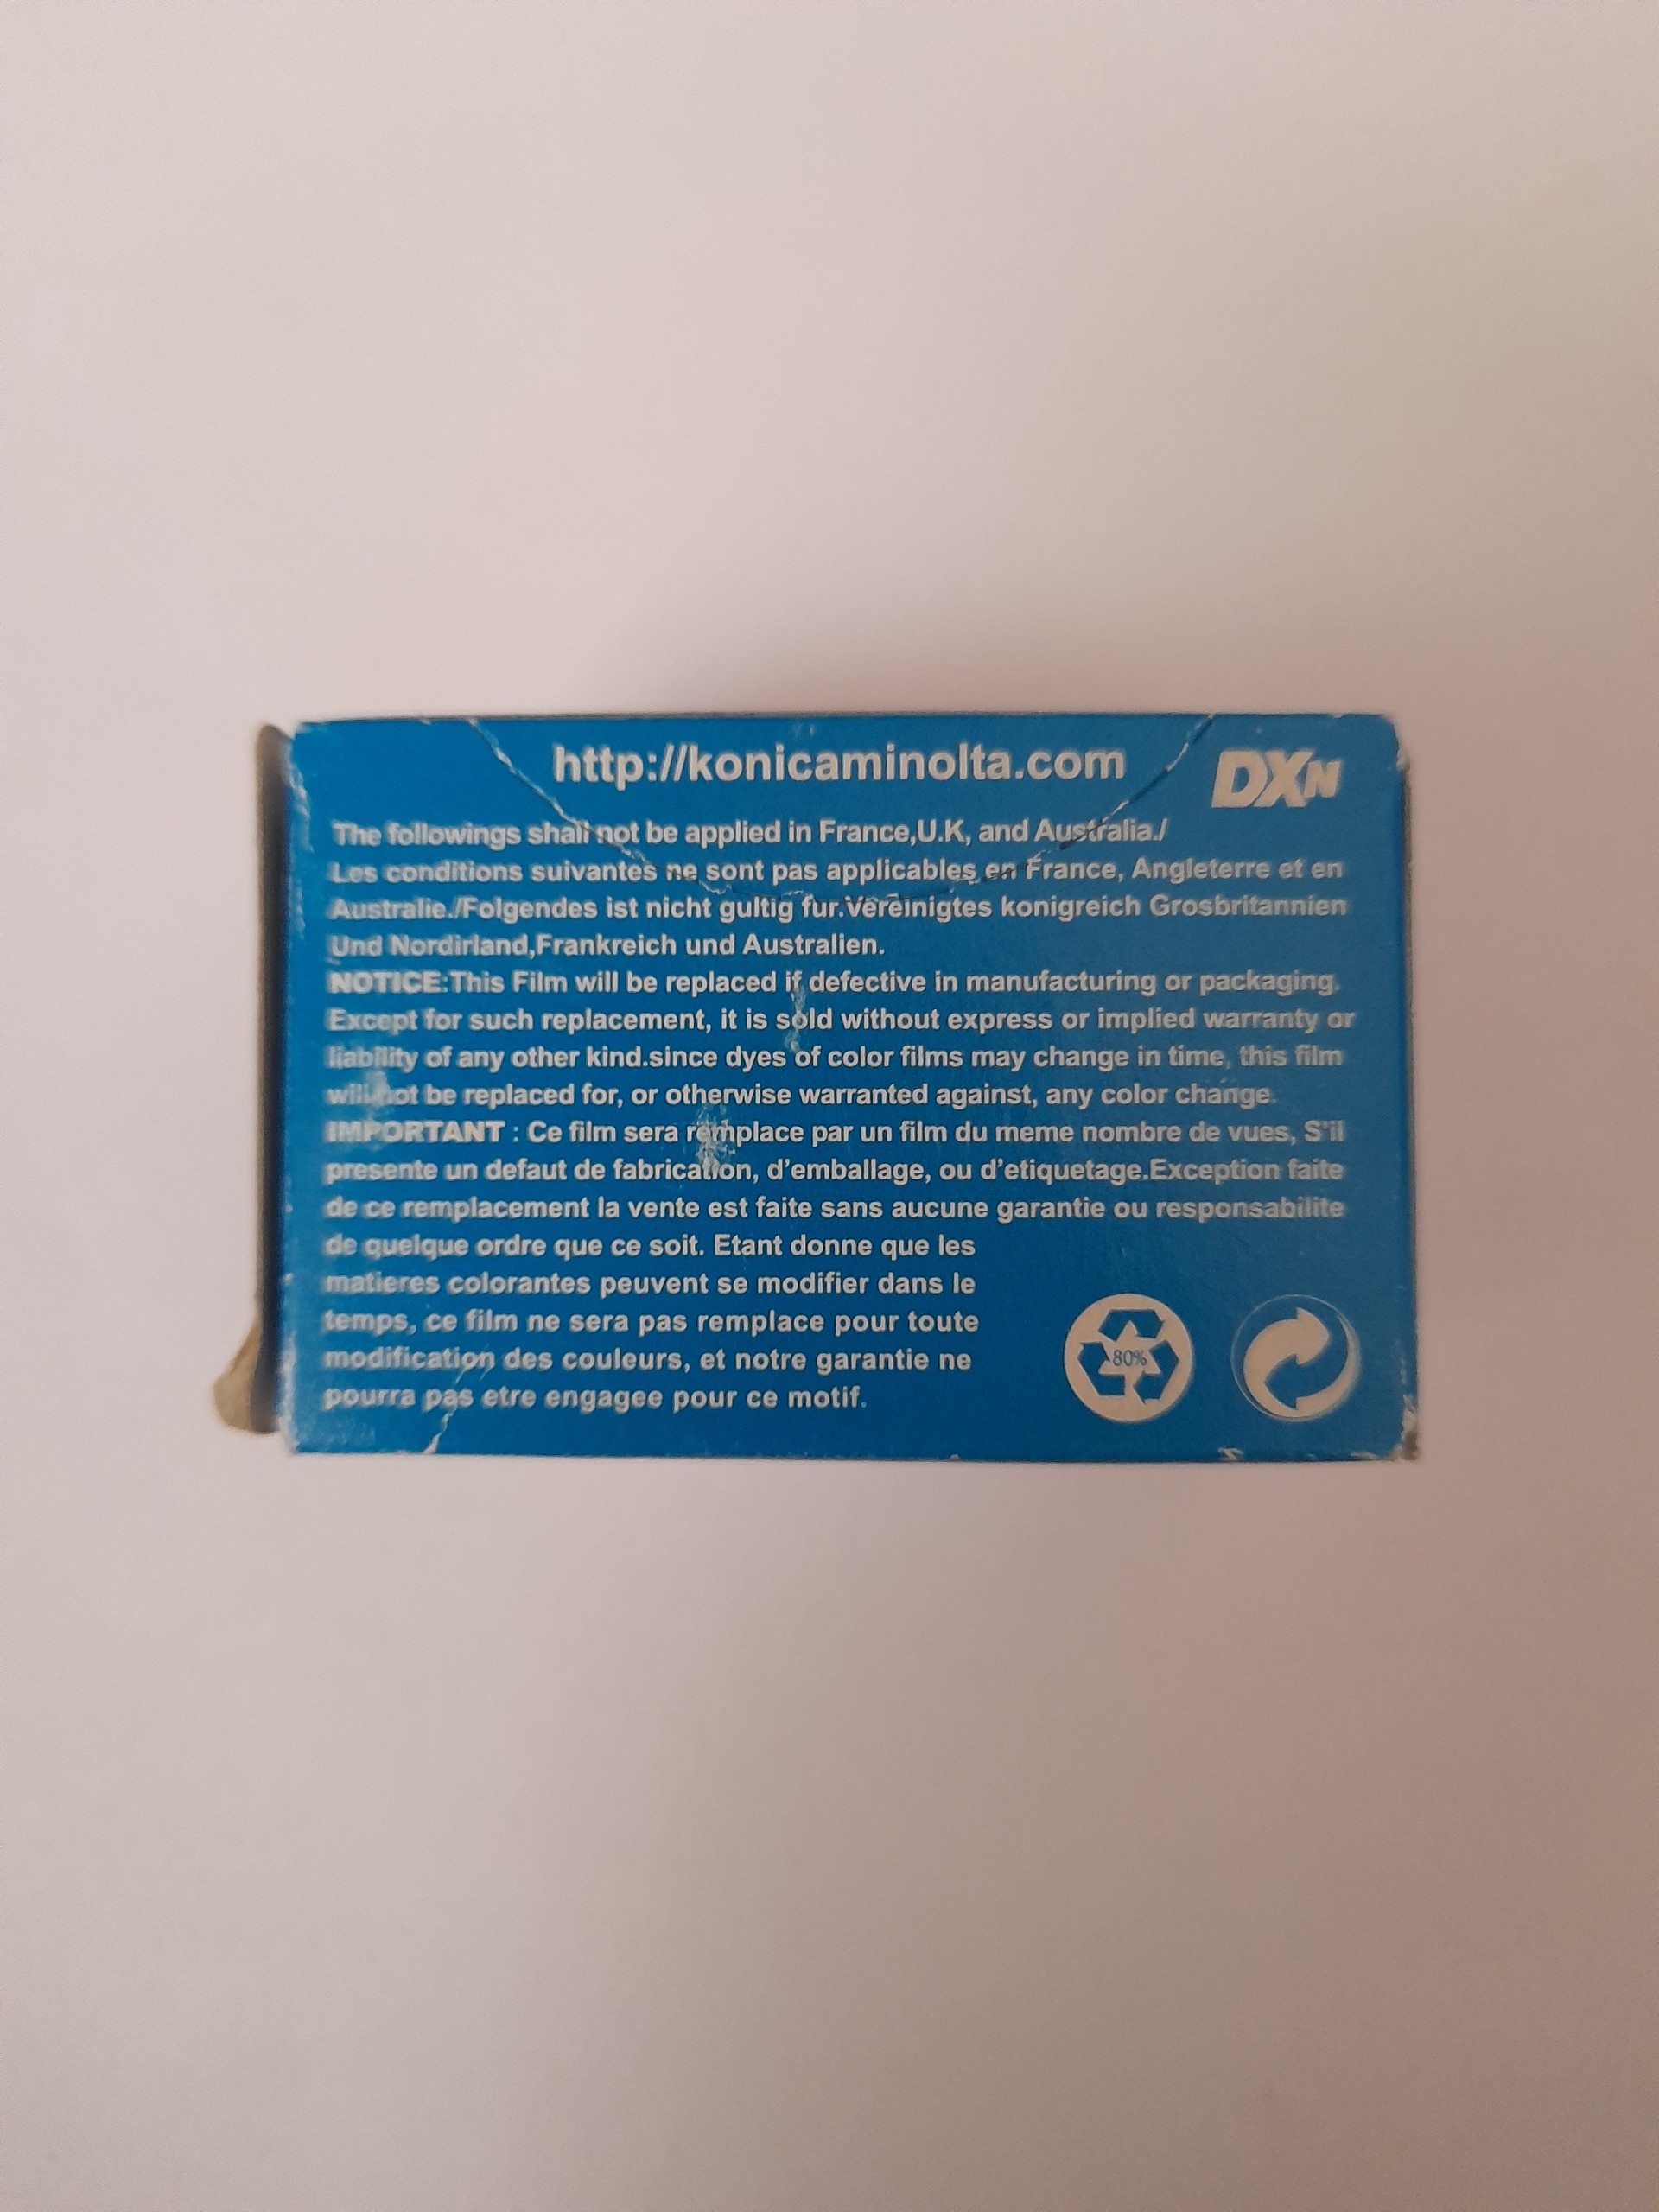 http://konicaminolta.com
DXN
The followings shall not be applied in France,U.K, and Australia./
Les conditions suivantes ne sont pas applicables en France, Angleterre et en
Australie./Folgendes ist nicht gultig fur.Vereinigtes konigreich Grosbritannien
Und Nordirland,Frankreich und Australien.
NOTICE:This Film will be replaced if defective in manufacturing or packaging.
Except for such replacement, it is sold without express or implied warranty or
liability of any other kind.since dyes of color films may change in time, this film
will not be replaced for, or otherwise warranted against, any color change.
IMPORTANT : Ce film sera remplace par un film du meme nombre de vues, S'il
presente un defaut de fabrication, d'emballage, ou d'etiquetage.Exception faite
de ce remplacement la vente est faite sans aucune garantie ou responsabilite
de quelque ordre que ce soit. Etant donne que les
matieres colorantes peuvent se modifier dans le
temps, ce film ne sera pas remplace pour toute
modification des couleurs, et notre garantie ne
pourra pas etre engagee pour ce motif.
80%